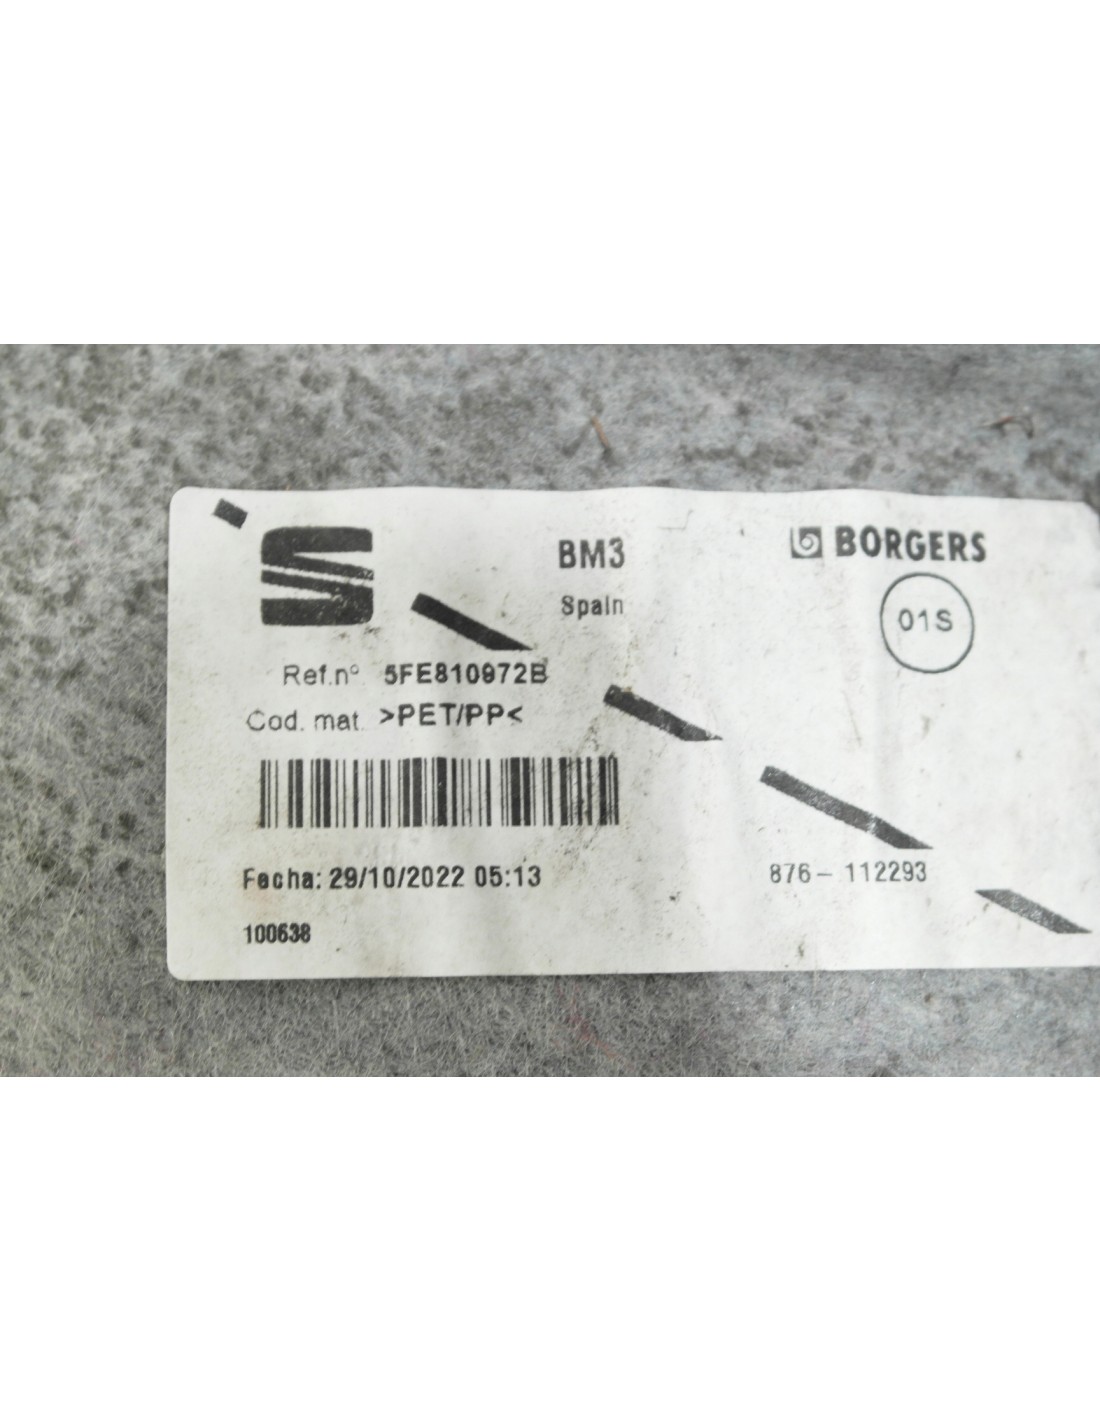 BM3
BORGERS
Spain
01S
Ref.nº 5FE810972B
Cod. mat. >PET/PP<
Fecha: 29/10/2022 05:13
876- 112293
100638